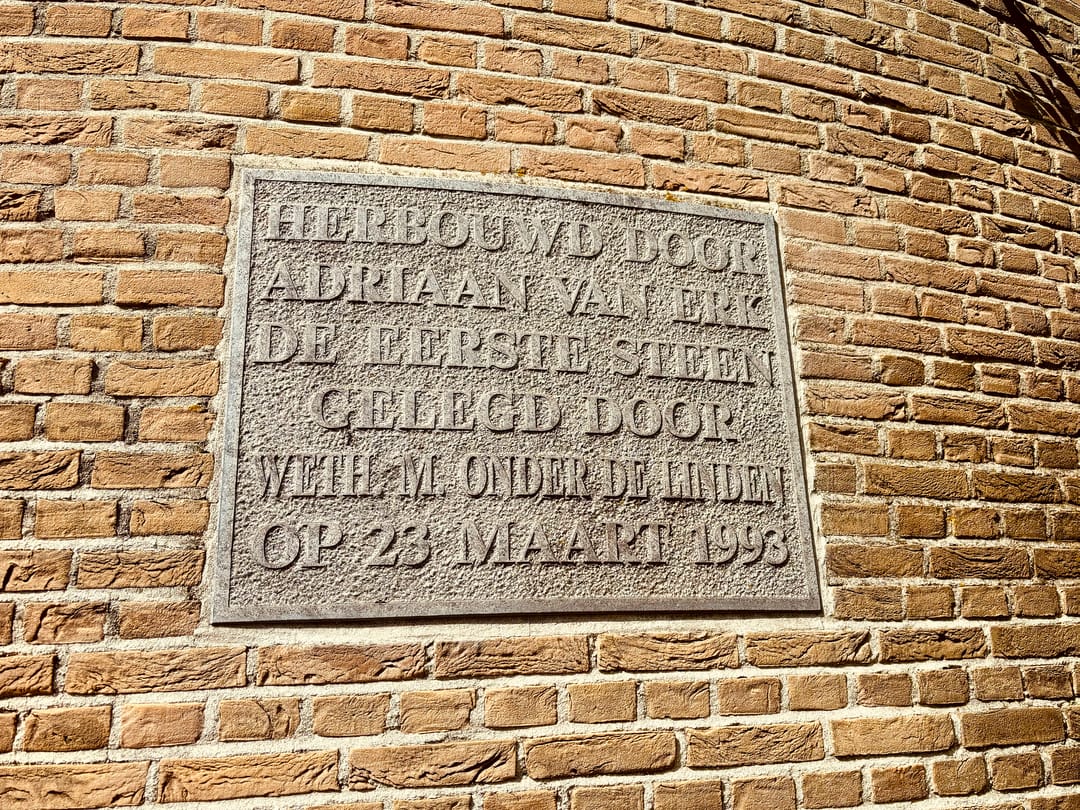 HERBOUWD DOOR
ADRIAAN VAN ERK
DE EERSTE STEEN
GELEGD DOOR
WETH. M. ONDER DE LINDEN
OP 23 MAART 1993